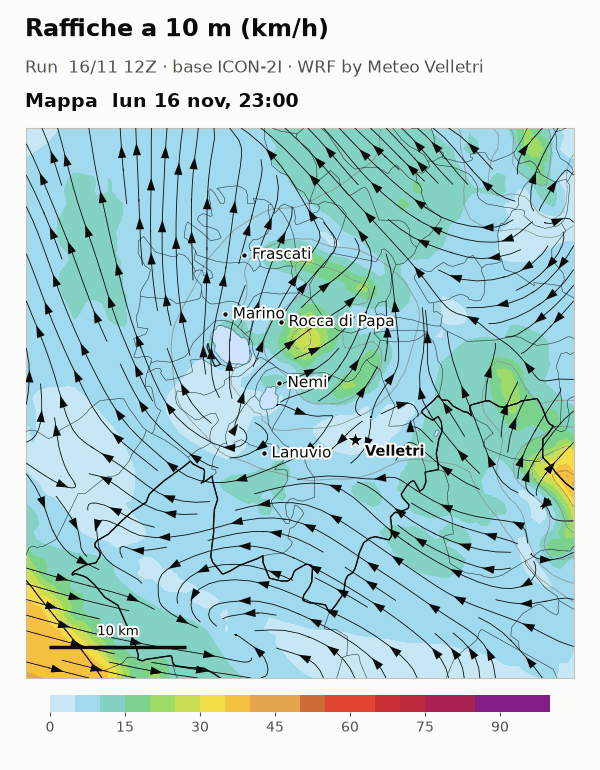 Raffiche a 10 m (km/h)
Run  16/11 12Z · base ICON-2I · WRF by Meteo Velletri
Mappa  lun 16 nov, 23:00
Frascati
Marino
Rocca di Papa
Nemi
Lanuvio
Velletri
10 km
0 15 30 45 60 75 90